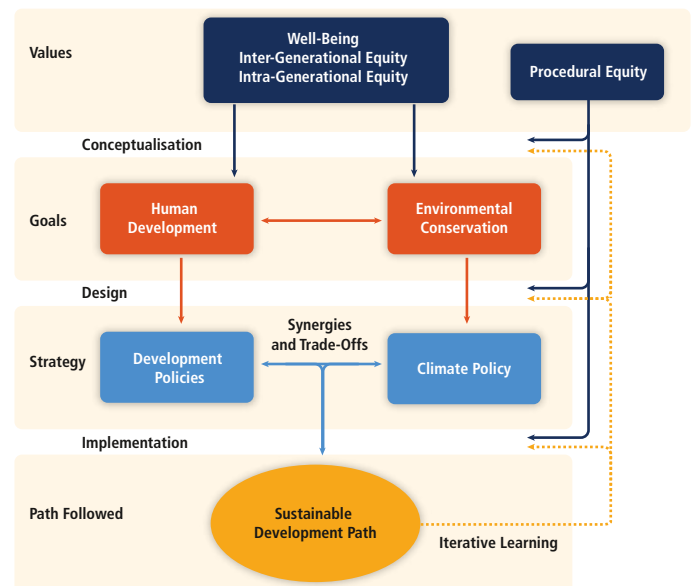 Values
Well-Being
Inter-Generational Equity
Intra-Generational Equity
Procedural Equity
Conceptualisation
Goals
Human
Development
Environmental
Conservation
Design
Strategy
Synergies
and Trade-Offs
Development
Policies
Climate Policy
Implementation
Path Followed
Sustainable
Development Path
Iterative Learning